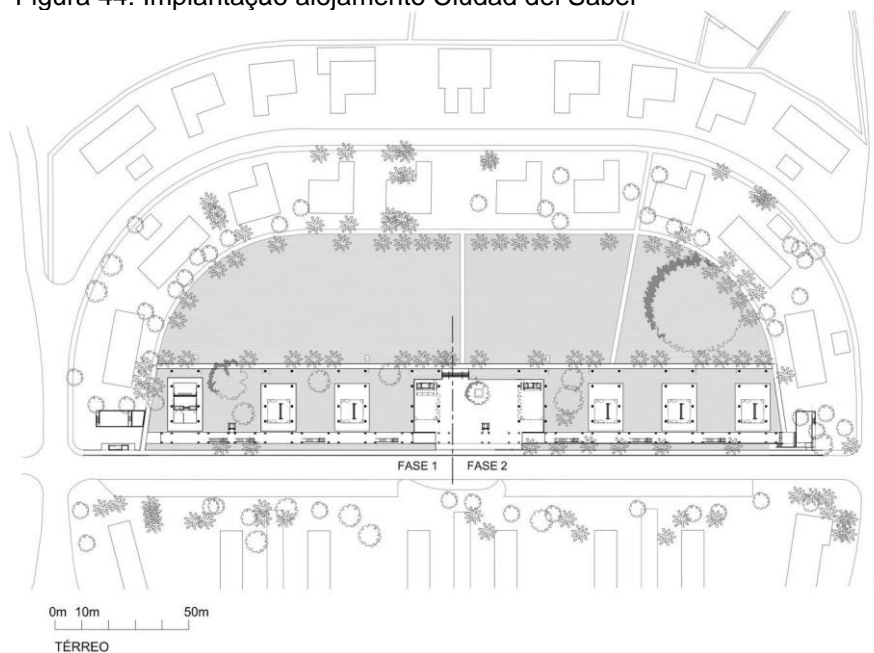 Figura 44: Implantação alojamento Ciudad del Saber
FASE 1 FASE 2
0m 10m 50m
TÉRREO